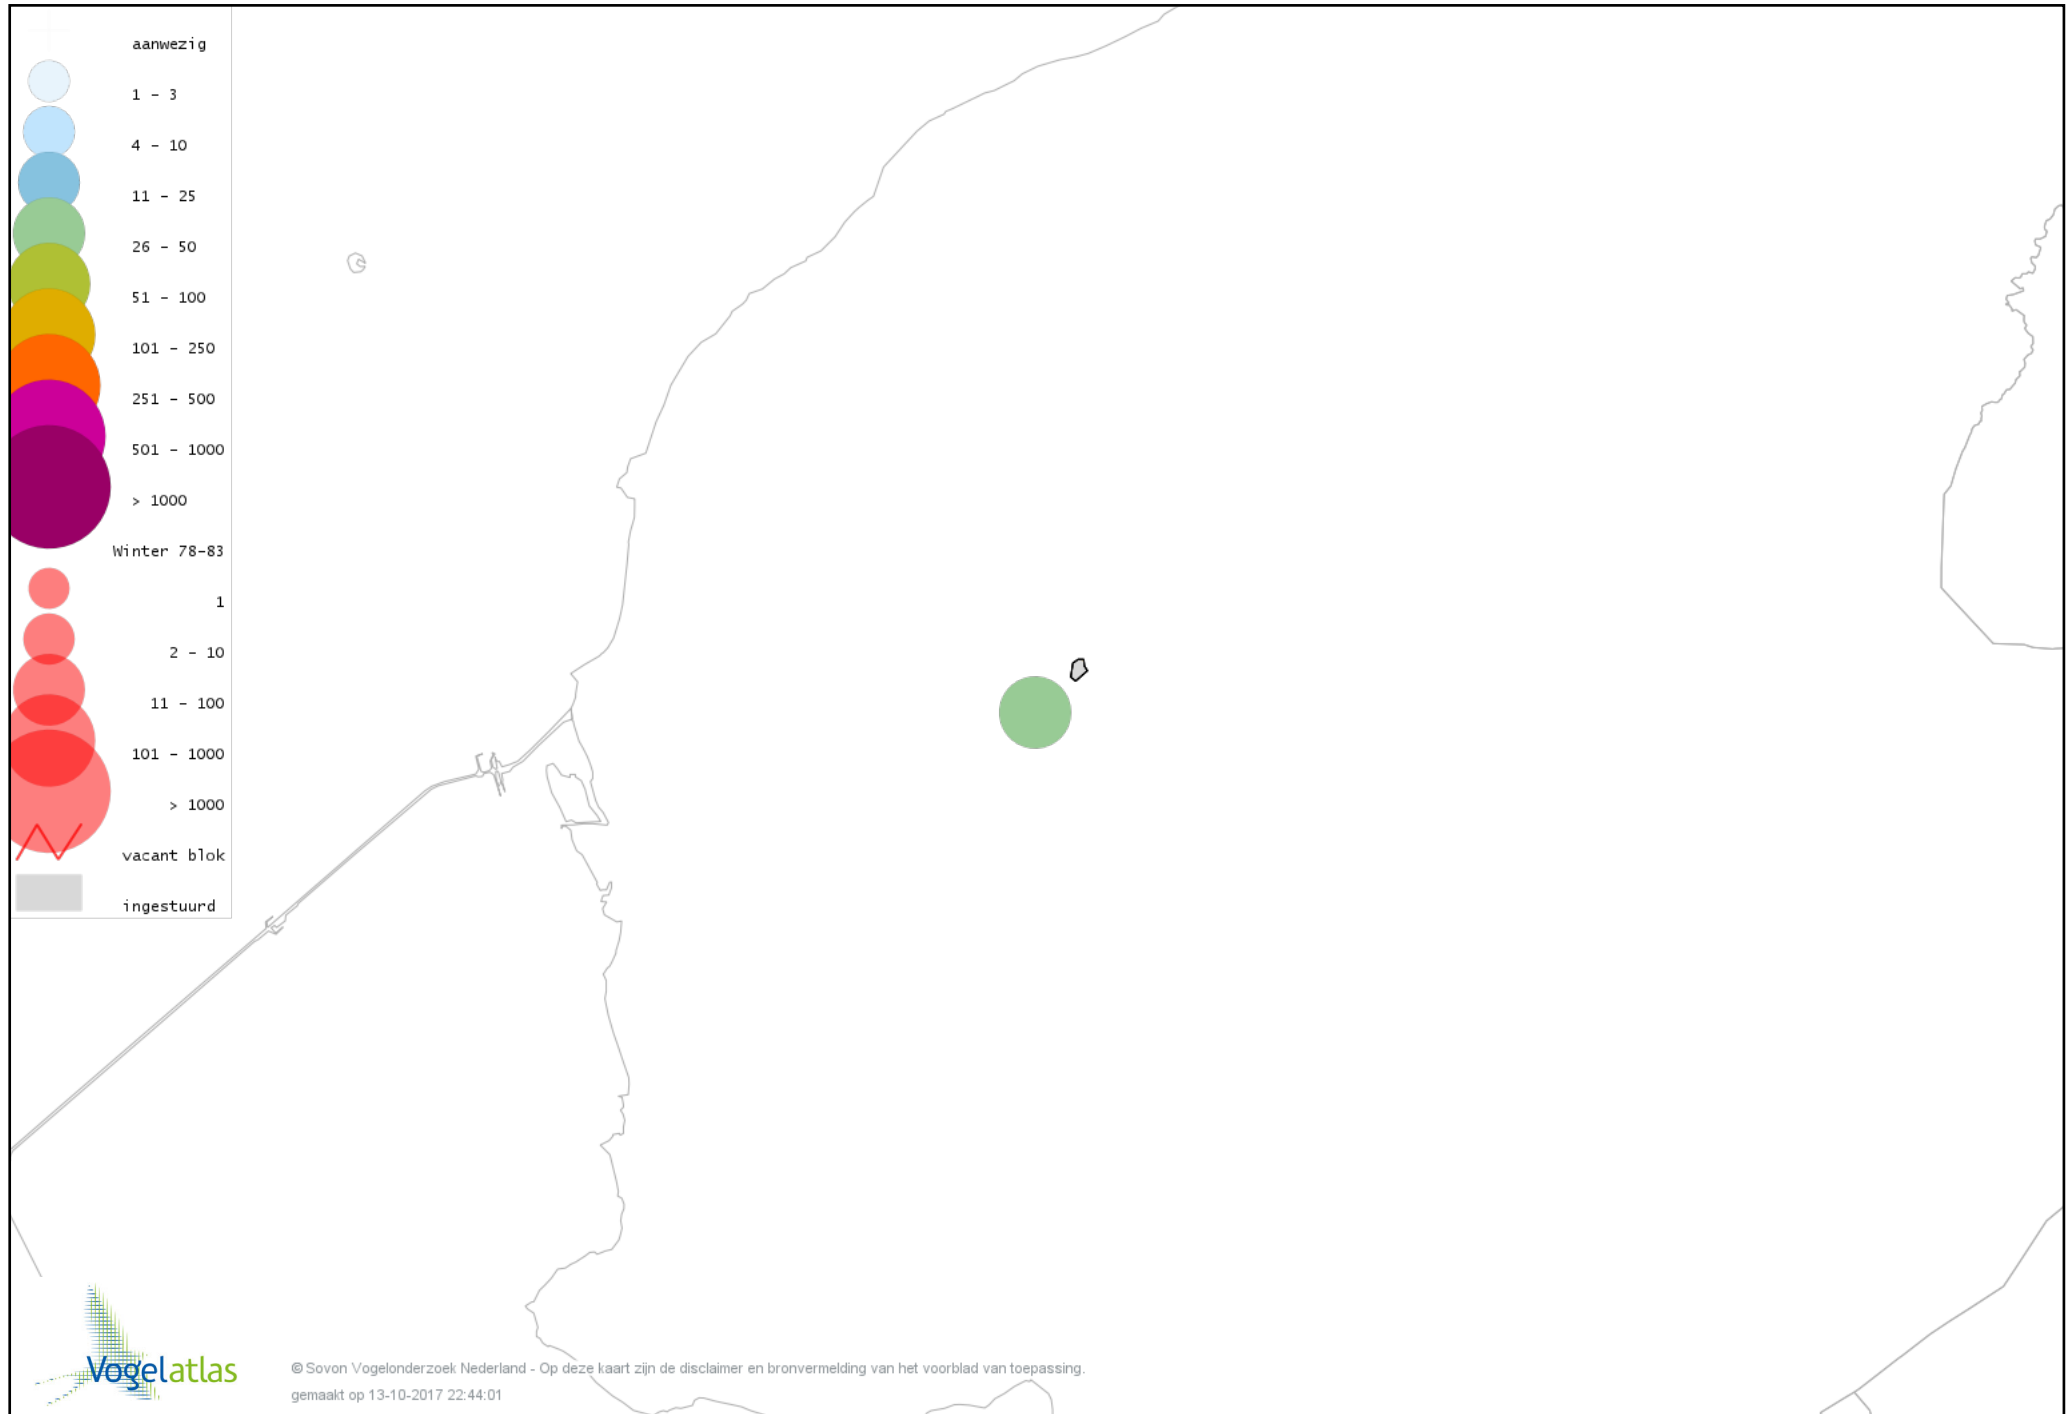 aanwezig
1 - 3
4 - 10
11 - 25
26 - 50
51 - 100
101 - 250
251 - 500
501 - 1000
> 1000
Winter 78-83
1
2 - 10
11 - 100
101 - 1000
> 1000
vacant blok
ingestuurd
Vogelatlas
© Sovon Vogelonderzoek Nederland - Op deze kaart zijn de disclaimer en bronvermelding van het voorblad van toepassing.
gemaakt op 13-10-2017 22:44:01